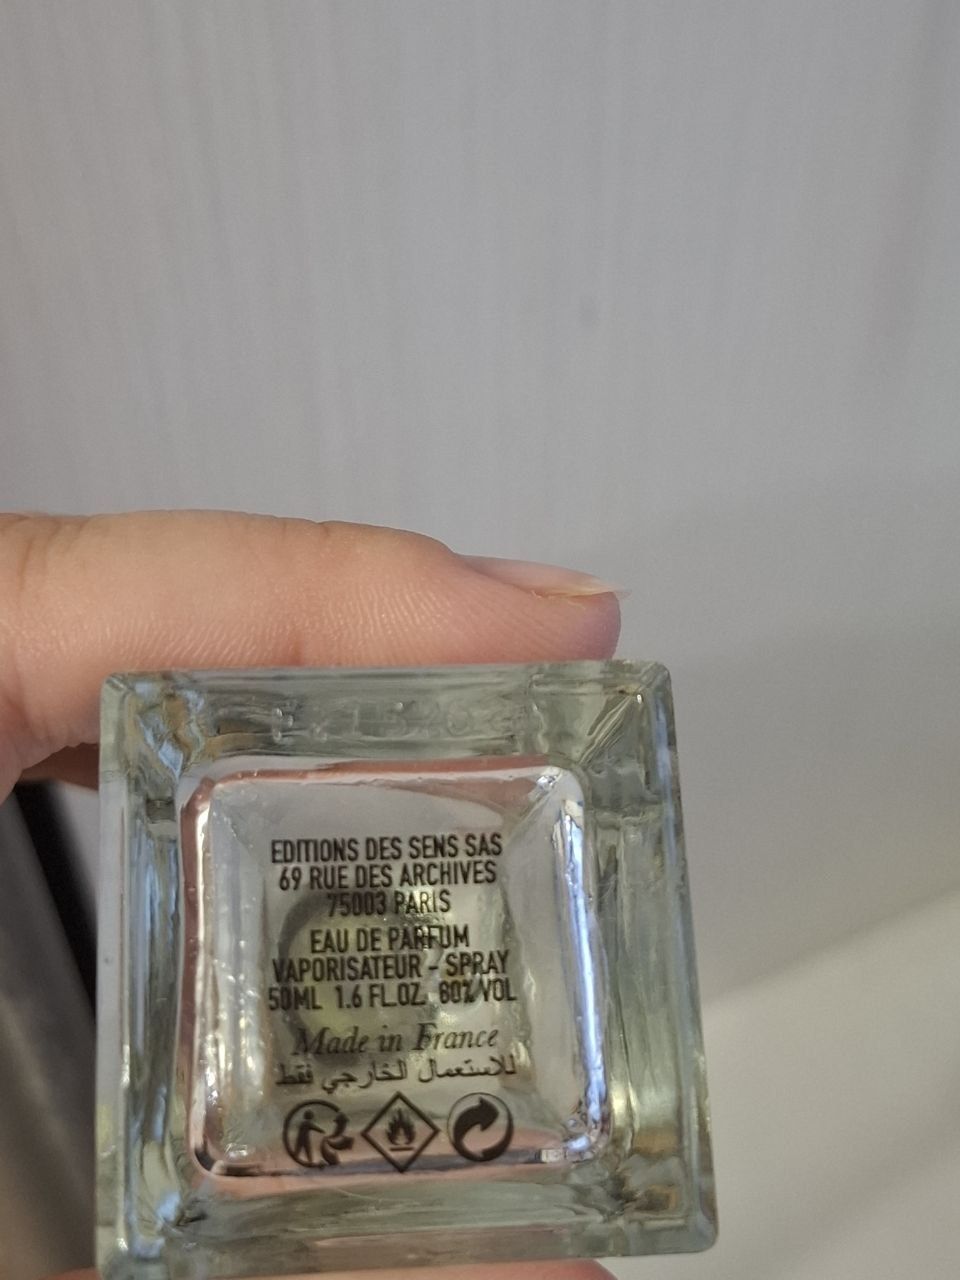 EDITIONS DES SENS SAS
69 RUE DES ARCHIVES
75003 PARIS
EAU DE PARFUM
VAPORISATEUR - SPRAY
50ML 1.6 FL.OZ. 80% VOL
Made in France
للاستعمال الخارجي فقط